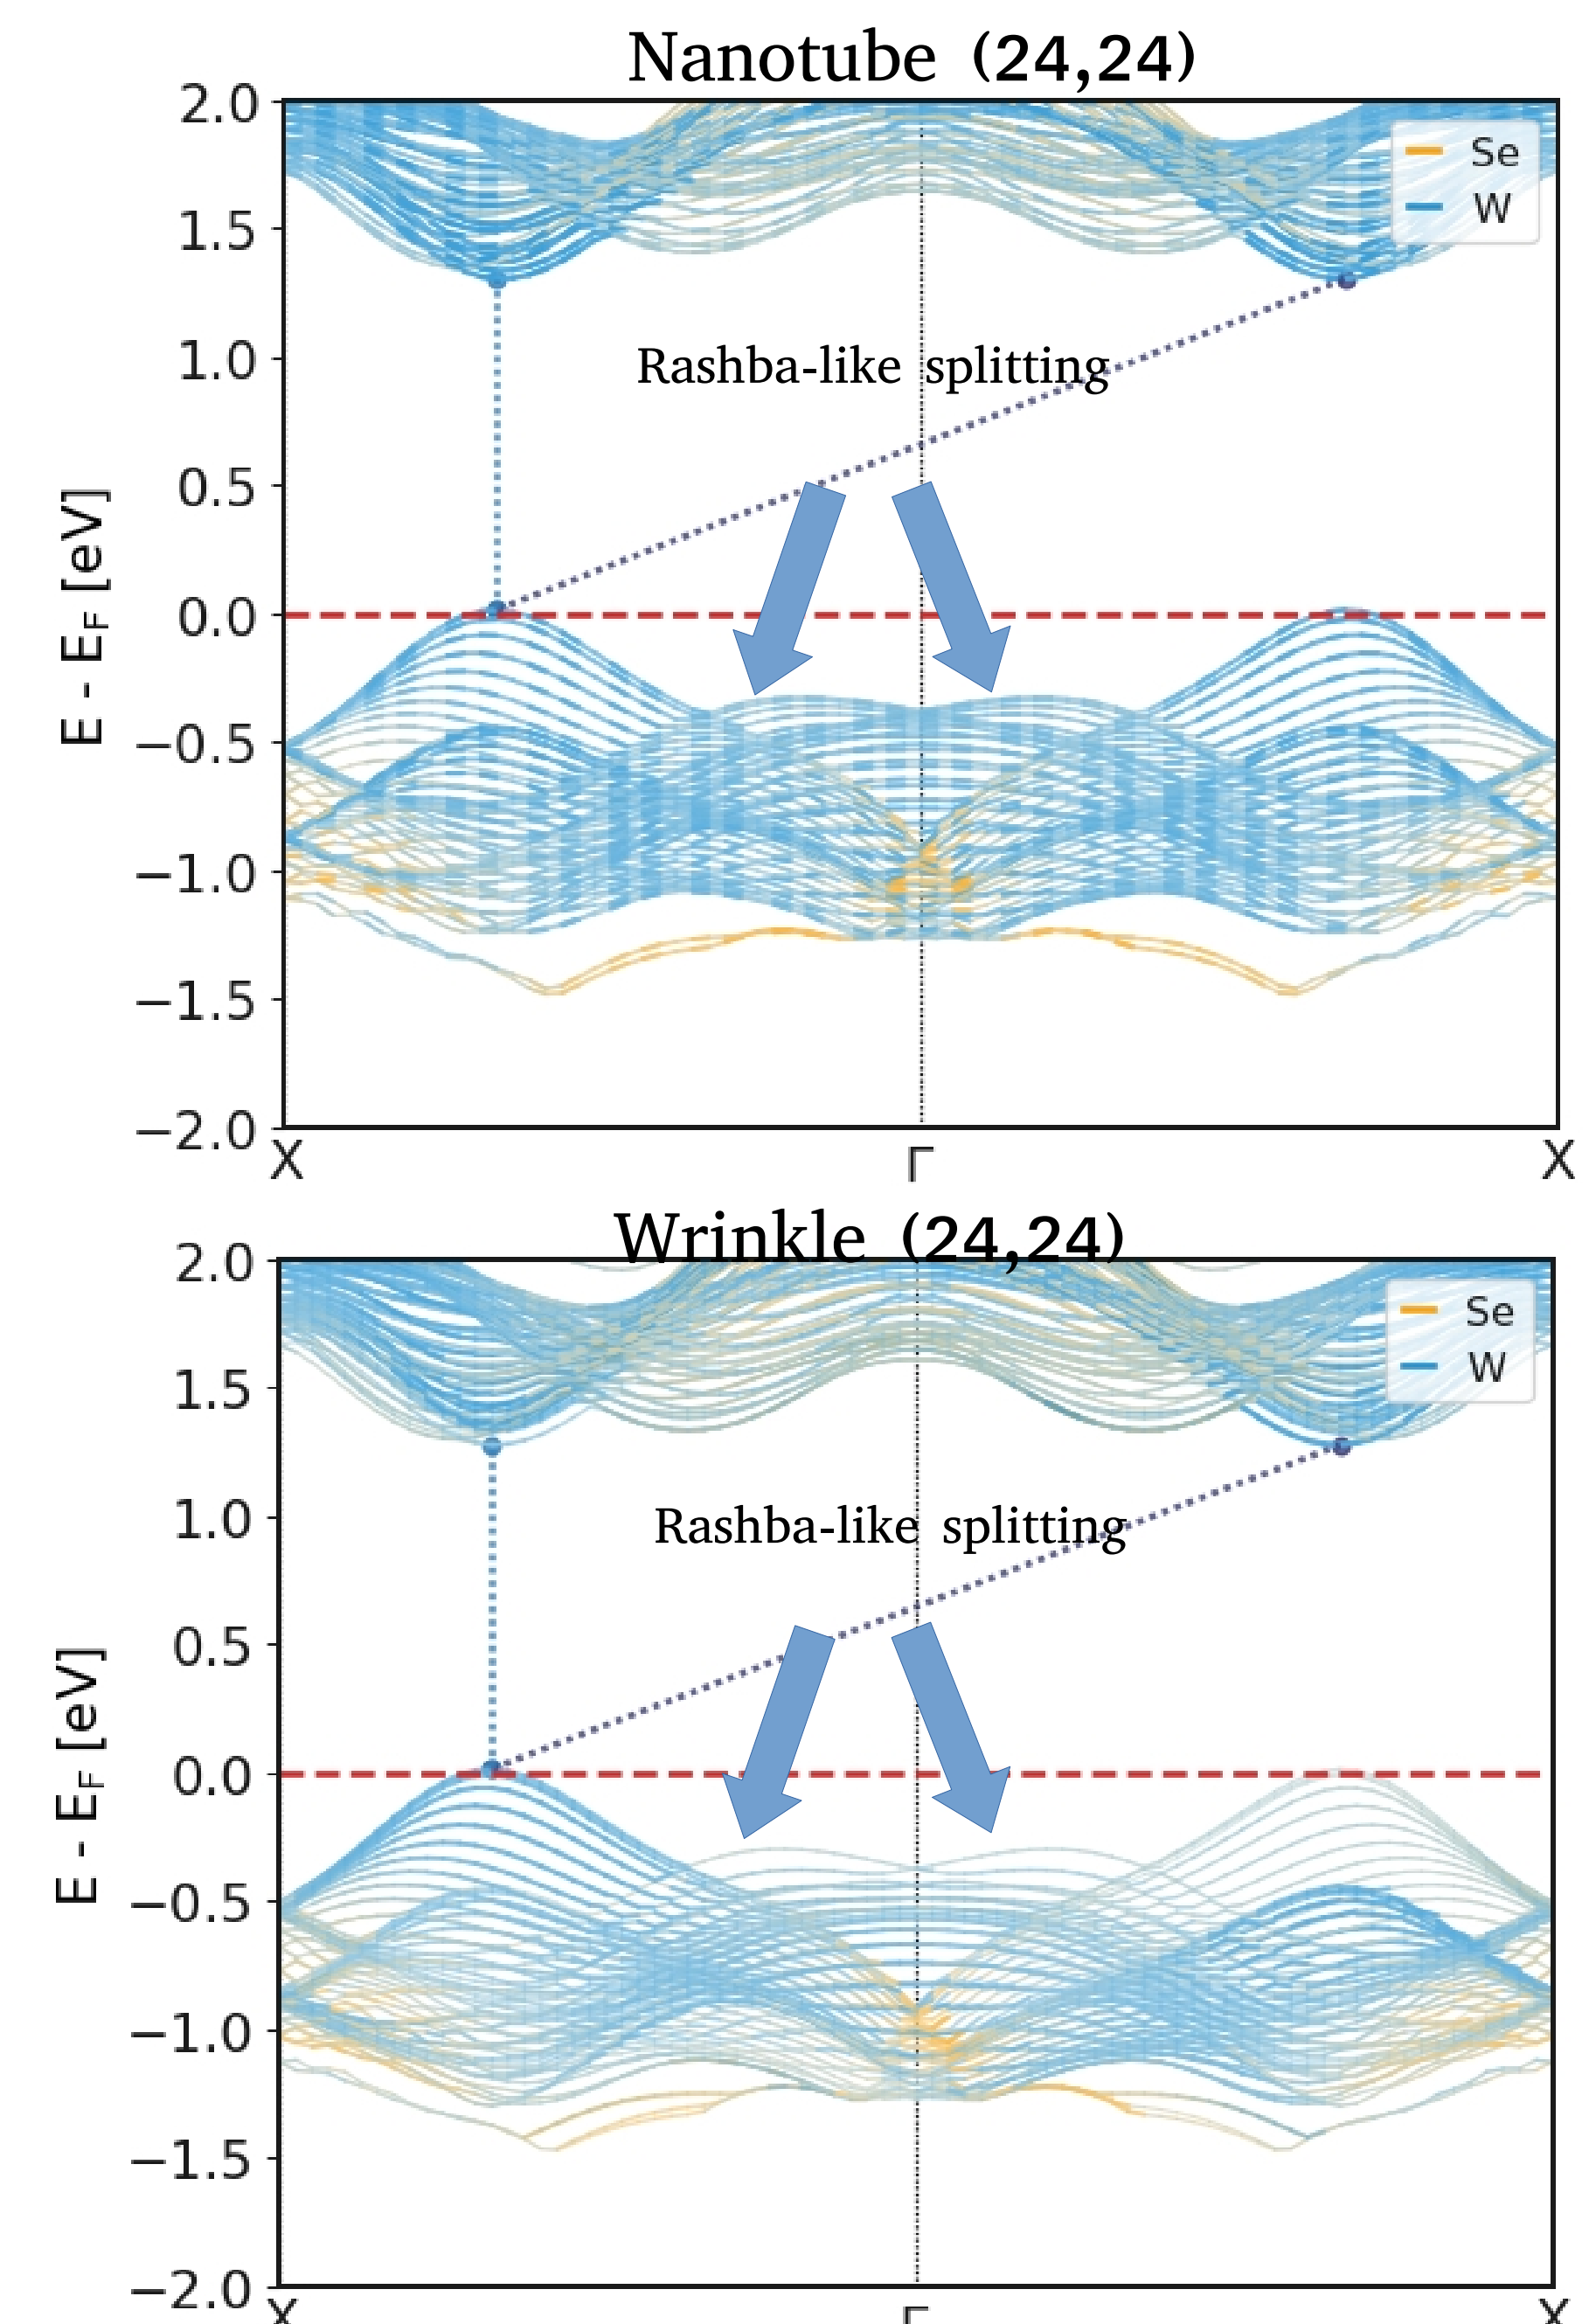 Nanotube (24,24)
2.0
Se
W
1.5
1.0
Rashba-like splitting
0.5
0.0
−0.5
−1.0
−1.5
−2.0
E - EF [eV]
X Γ X
Wrinkle (24,24)
2.0
Se
W
1.5
1.0
Rashba-like splitting
0.5
0.0
−0.5
−1.0
−1.5
−2.0
E - EF [eV]
X Γ X